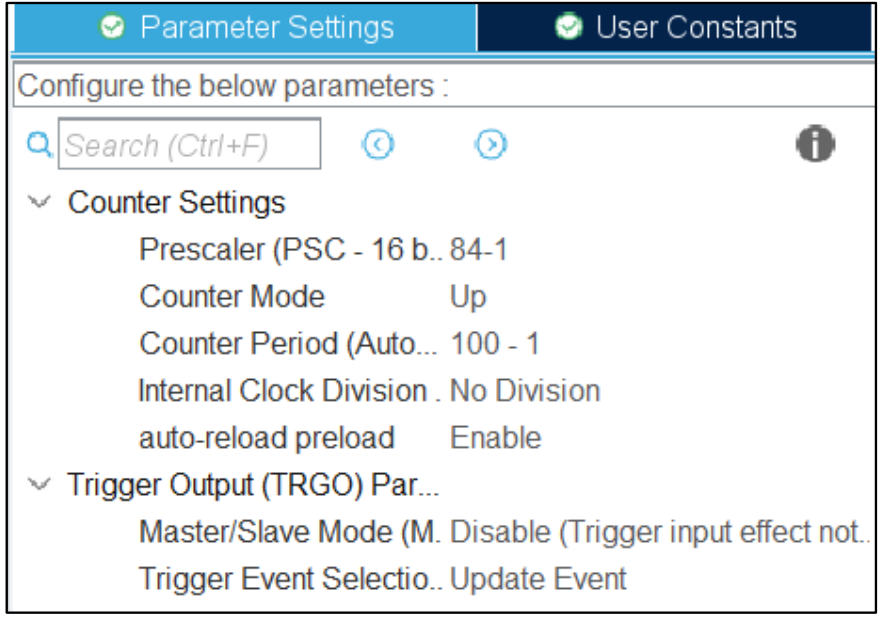 Parameter Settings User Constants
Configure the below parameters :
Search (Ctrl+F)
Counter Settings
Prescaler (PSC - 16 b.. 84-1
Counter Mode Up
Counter Period (Auto... 100 - 1
Internal Clock Division . No Division
auto-reload preload Enable
Trigger Output (TRGO) Par...
Master/Slave Mode (M. Disable (Trigger input effect not..
Trigger Event Selectio.. Update Event